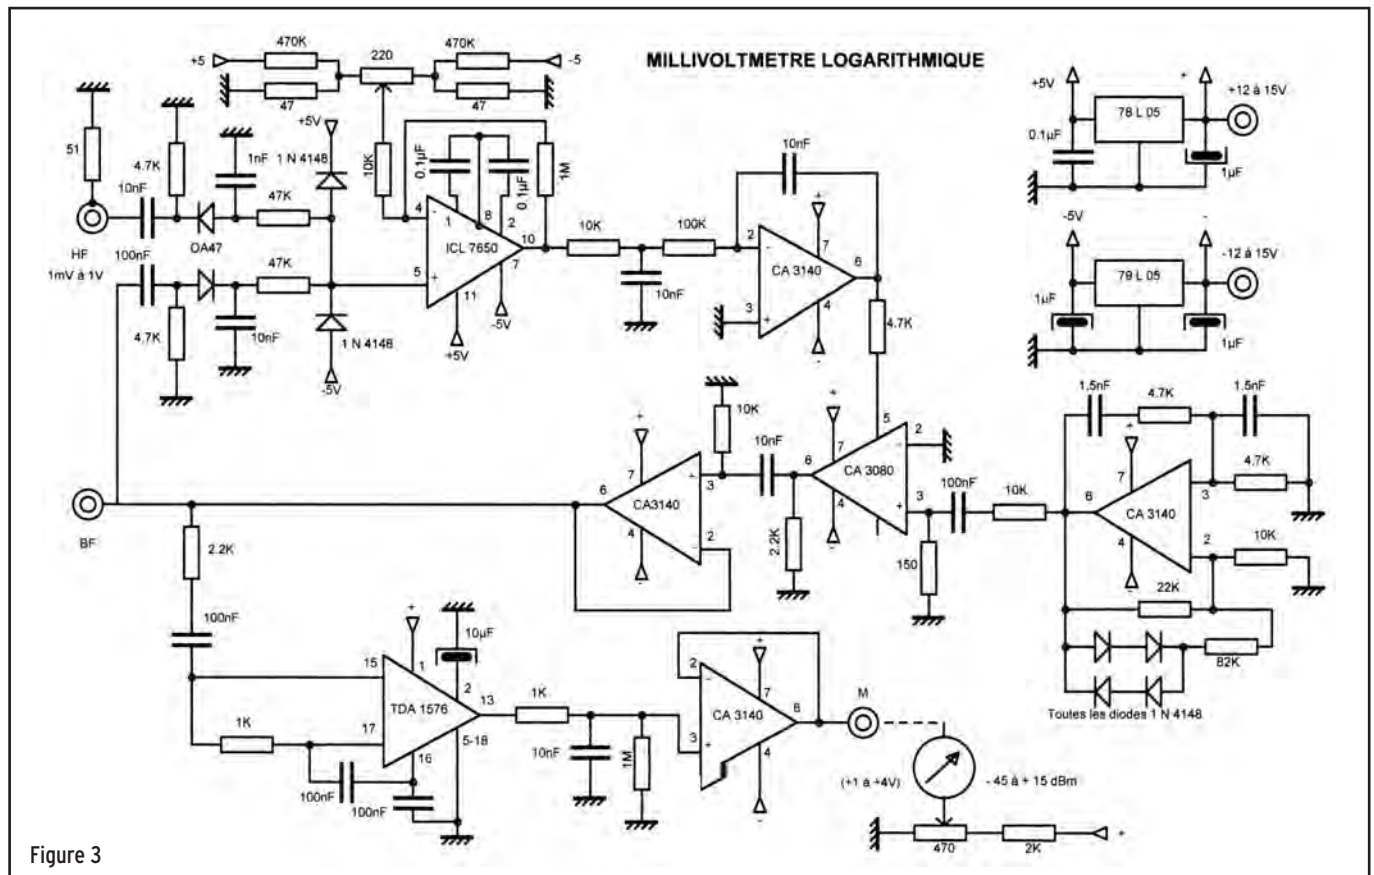 MILLIVOLTMETRE LOGARITHMIQUE
470K
+5
220
470K
-5
47
47
+5V
51
4.7K
1nF
1 N 4148
10nF
47K
OA47
HF
1mV à 1V
100nF
47K
4.7K
10nF
1 N 4148
-5V
10K
0.1µF
0.1µF
1M
4
-
1
8
2
ICL 7650
10
5
+
11
7
-5V
+5V
10K
100K
10nF
10nF
+
2
-
7
CA 3140
6
3
+
4
-
4.7K
+5V
+
+12 à 15V
78 L 05
0.1µF
1µF
-5V
-
-12 à 15V
79 L 05
1µF
1µF
BF
+
7
6
CA3140
+
3
4
-
2
-
10K
10nF
+
7
6
CA 3080
5
-
2
4
-
+
3
2.2K
150
100nF
10K
1.5nF
4.7K
1.5nF
+
7
4.7K
6
3
CA 3140
4
-
2
10K
22K
82K
Toutes les diodes 1 N 4148
2.2K
100nF
+
10µF
15
1
2
TDA 1576
13
17
5-18
16
1K
100nF
100nF
1K
10nF
1M
2
-
+
7
CA 3140
6
3
+
4
-
M
(+1 à +4V)
- 45 à + 15 dBm
470
2K
+
Figure 3